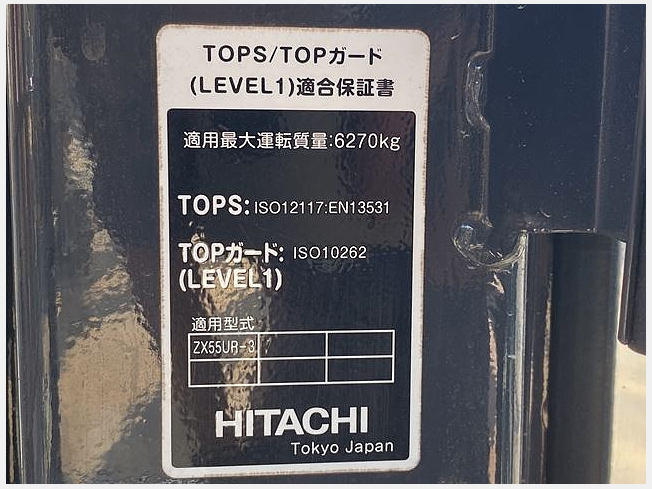 TOPS/TOPガード
(LEVEL1)適合保証書
適用最大運転質量:6270kg
TOPS: ISO12117:EN13531
TOPガード: ISO10262
(LEVEL1)
適用型式
ZX55UR-3
HITACHI
Tokyo Japan